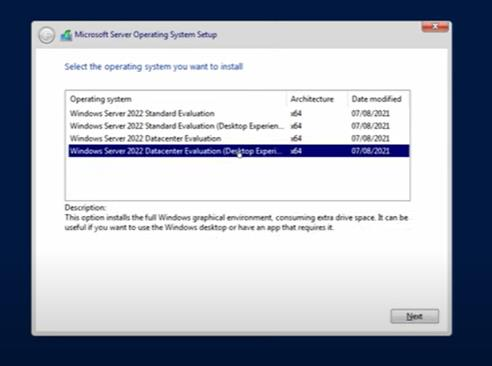 Microsoft Server Operating System Setup
Select the operating system you want to install
Operating system Architecture Date modified
Windows Server 2022 Standard Evaluation x64 07/08/2021
Windows Server 2022 Standard Evaluation (Desktop Experien... x64 07/08/2021
Windows Server 2022 Datacenter Evaluation x64 07/08/2021
Windows Server 2022 Datacenter Evaluation (Desktop Experi... x64 07/08/2021
Description:
This option installs the full Windows graphical environment, consuming extra drive space. It can be
useful if you want to use the Windows desktop or have an app that requires it.
Next